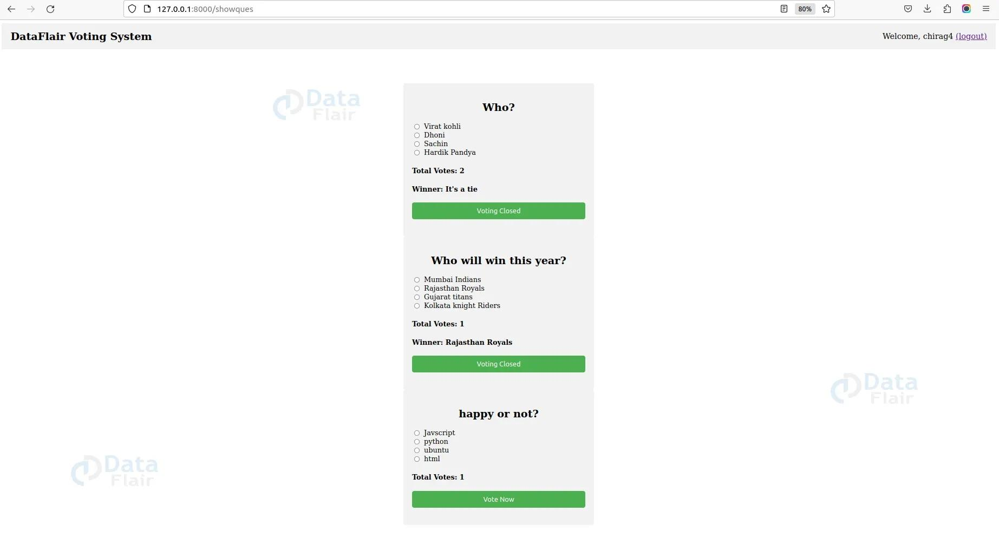 127.0.0.1:8000/showques
80%
DataFlair Voting System
Welcome, chirag4 (logout)
Data
Flair
Who?
Virat kohli
Dhoni
Sachin
Hardik Pandya
Total Votes: 2
Winner: It's a tie
Voting Closed
Who will win this year?
Mumbai Indians
Rajasthan Royals
Gujarat titans
Kolkata knight Riders
Total Votes: 1
Winner: Rajasthan Royals
Voting Closed
Data
Flair
happy or not?
Javscript
python
ubuntu
html
Total Votes: 1
Vote Now
Data
Flair